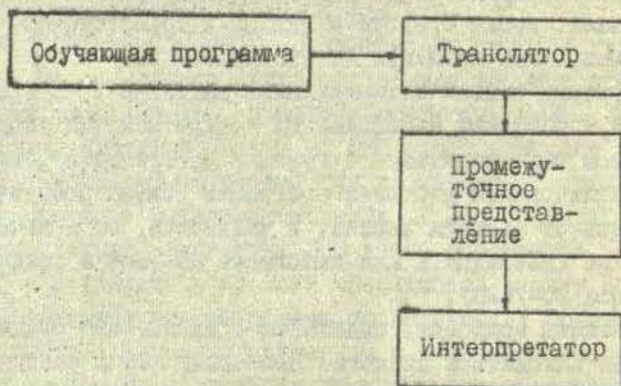 Обучающая программа
Транслятор
Промежу-
точное
представ-
ление
Интерпретатор